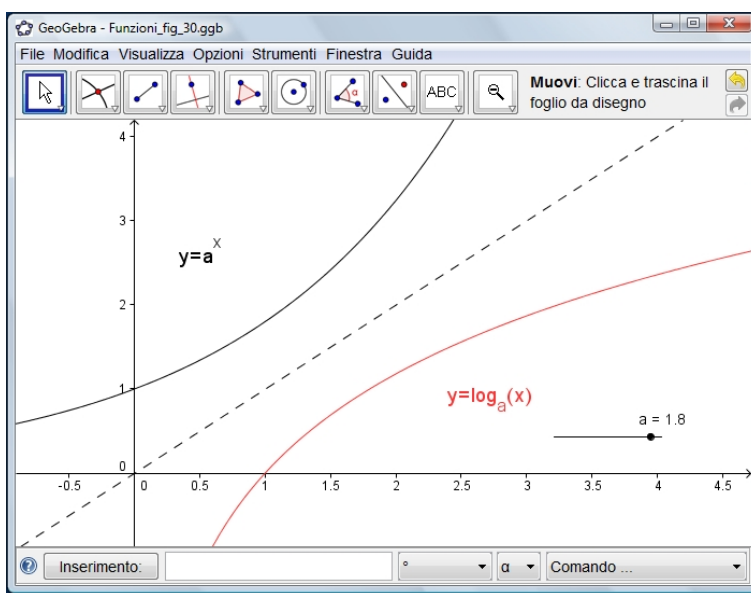 GeoGebra - Funzioni_fig_30.ggb
File Modifica Visualizza Opzioni Strumenti Finestra Guida
ABC
Muovi: Clicca e trascina il
foglio da disegno
4
3
y=a^x
2
1
y=log_a(x)
a = 1.8
0
-0.5 0 0.5 1 1.5 2 2.5 3 3.5 4 4.5
Inserimento: ° α Comando ...